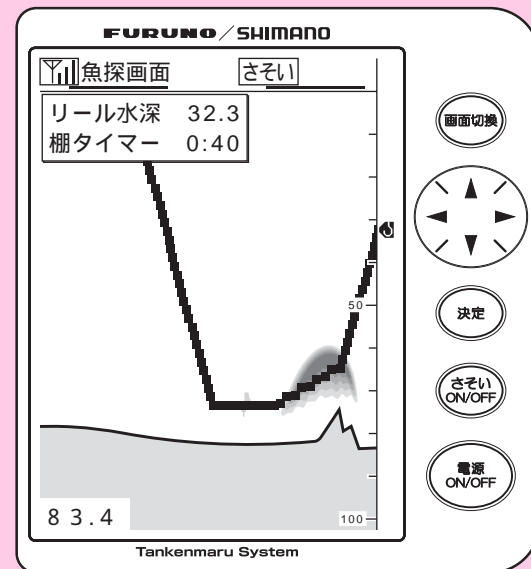 FURUNO/SHIMANO
魚探画面 さそい
リール水深 32.3
棚タイマー 0:40
画面切換
50
決定
さそい
ON/OFF
電源
ON/OFF
83.4
100
Tankenmaru System